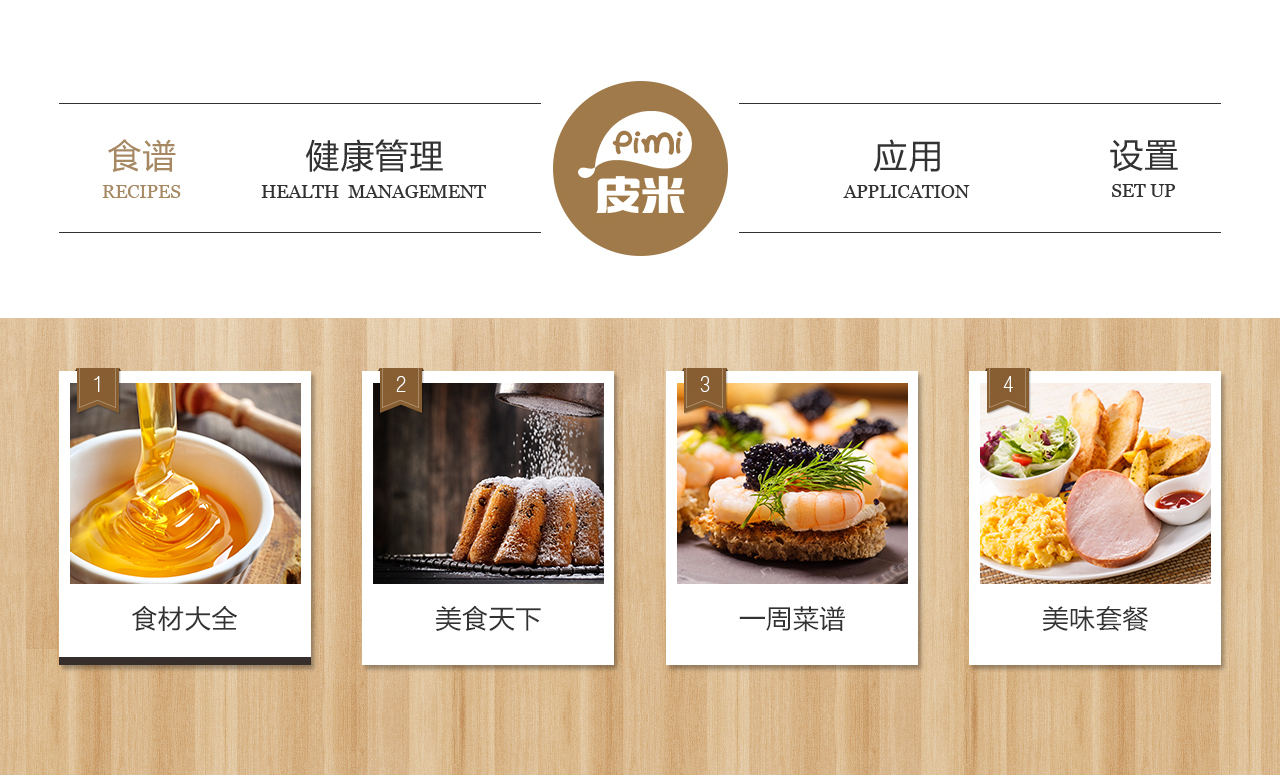 食谱
RECIPES
健康管理
HEALTH MANAGEMENT
Pimi
皮米
应用
APPLICATION
设置
SET UP
1
2
3
4
食材大全
美食天下
一周菜谱
美味套餐